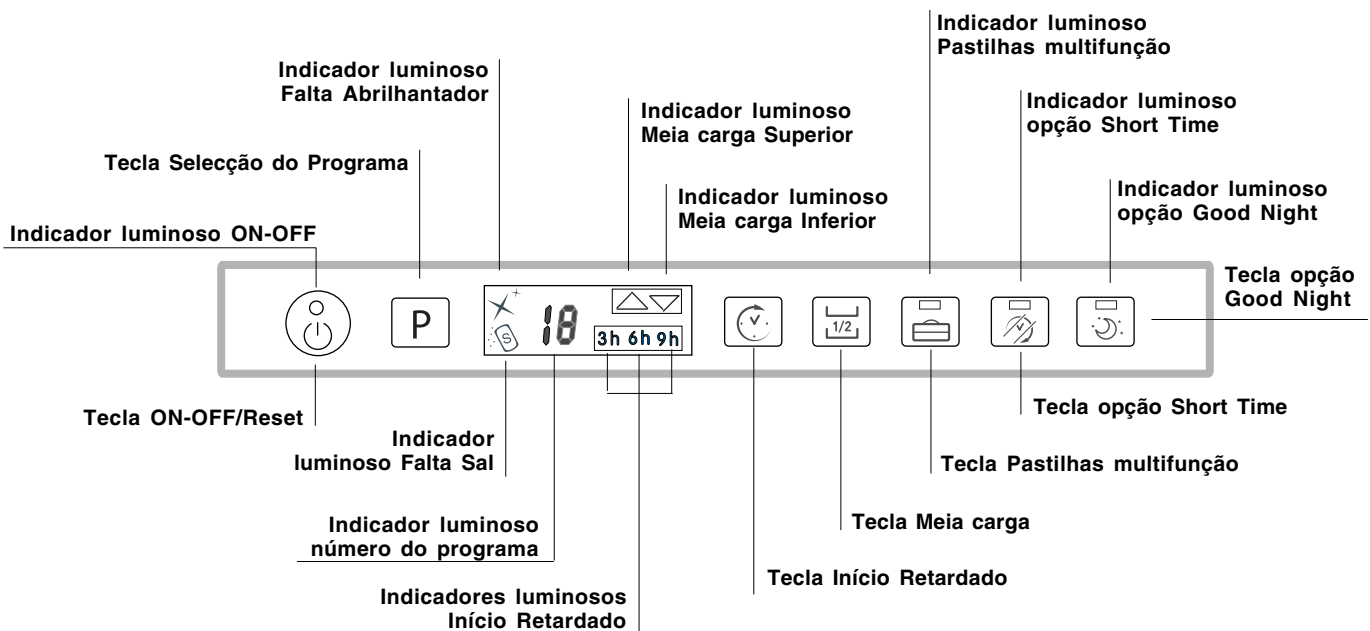 Indicador luminoso
Pastilhas multifunção
Indicador luminoso
Falta Abrilhantador
Indicador luminoso
Meia carga Superior
Indicador luminoso
opção Short Time
Tecla Selecção do Programa
Indicador luminoso
Meia carga Inferior
Indicador luminoso
opção Good Night
Indicador luminoso ON-OFF
Tecla opção
Good Night
P
S
18
3h 6h 9h
1/2
Tecla ON-OFF/Reset
Indicador
luminoso Falta Sal
Tecla opção Short Time
Tecla Pastilhas multifunção
Indicador luminoso
número do programa
Tecla Meia carga
Tecla Início Retardado
Indicadores luminosos
Início Retardado